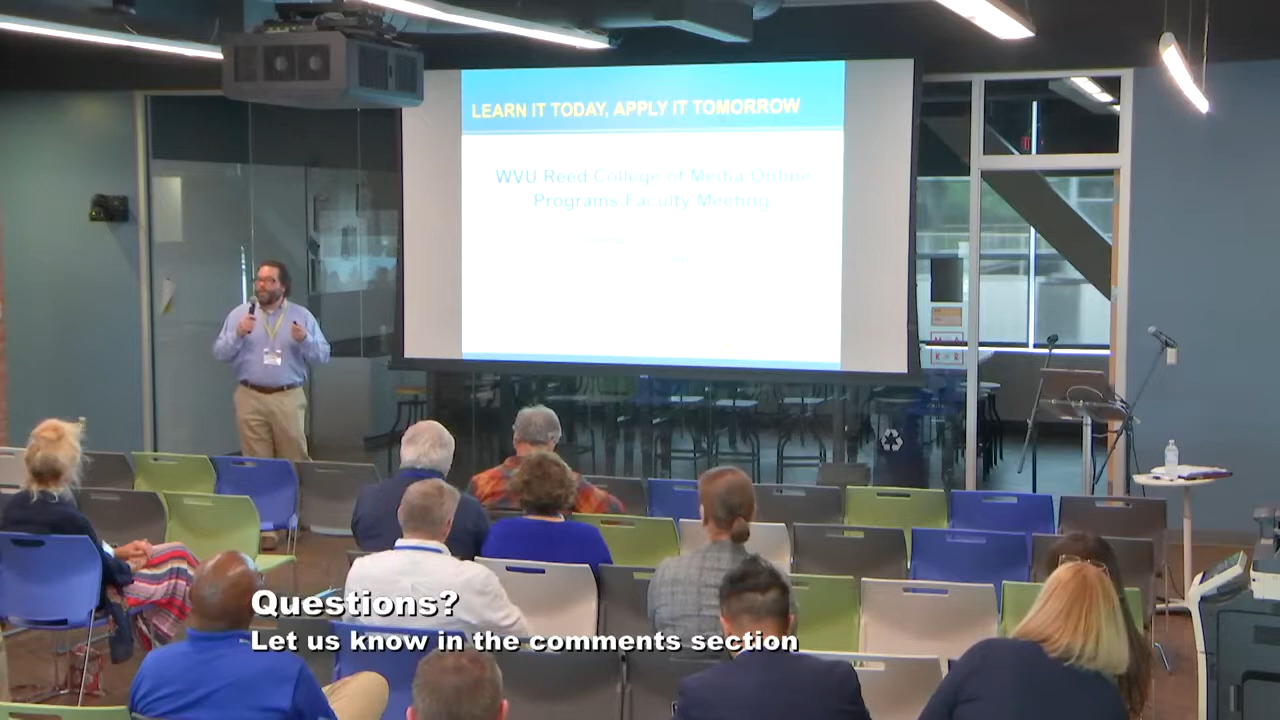 LEARN IT TODAY, APPLY IT TOMORROW
WVU Reed College of Media Online
Programs Faculty Meeting
Questions?
Let us know in the comments section